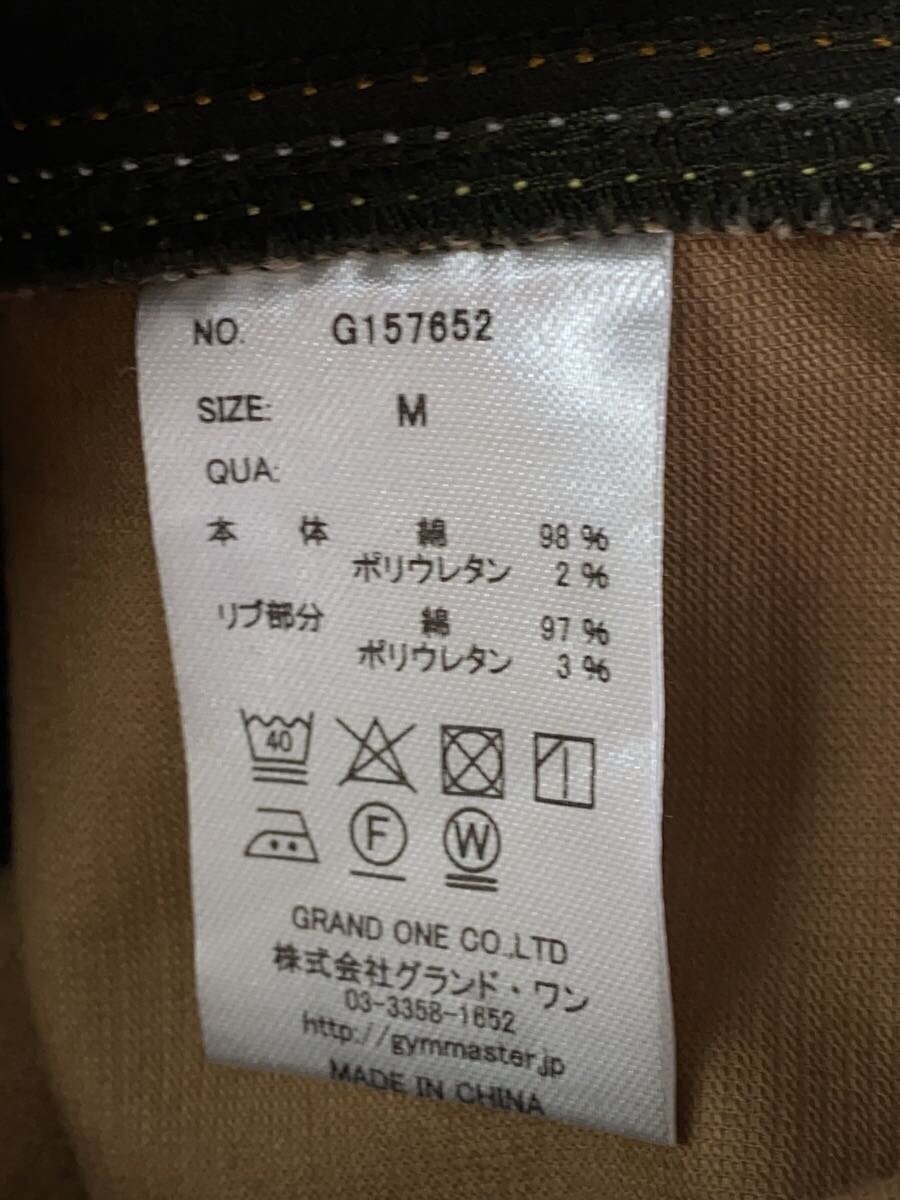 NO. G157652
SIZE: M
QUA:
本 体 綿 98%
ポリウレタン 2%
リブ部分 綿 97%
ポリウレタン 3%
40
F W
GRAND ONE CO.,LTD
株式会社グランド・ワン
03-3358-1652
http://gymmaster.jp
MADE IN CHINA